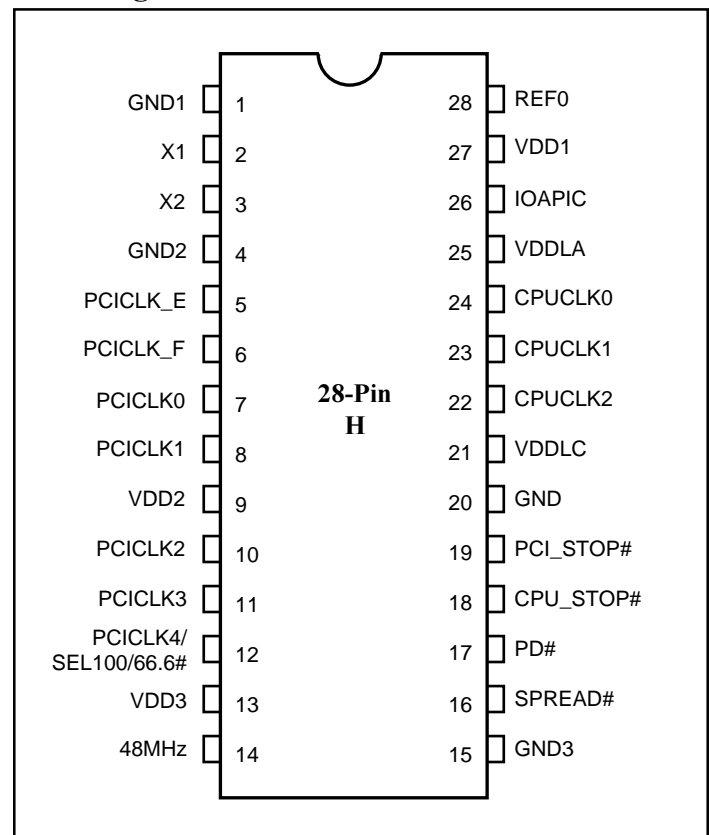 GND1 1 28 REF0
X1 2 27 VDD1
X2 3 26 IOAPIC
GND2 4 25 VDDLA
PCICLK_E 5 24 CPUCLK0
PCICLK_F 6 23 CPUCLK1
PCICLK0 7 28-Pin 22 CPUCLK2
H
PCICLK1 8 21 VDDLC
VDD2 9 20 GND
PCICLK2 10 19 PCI_STOP#
PCICLK3 11 18 CPU_STOP#
PCICLK4/
SEL100/66.6# 12 17 PD#
VDD3 13 16 SPREAD#
48MHz 14 15 GND3